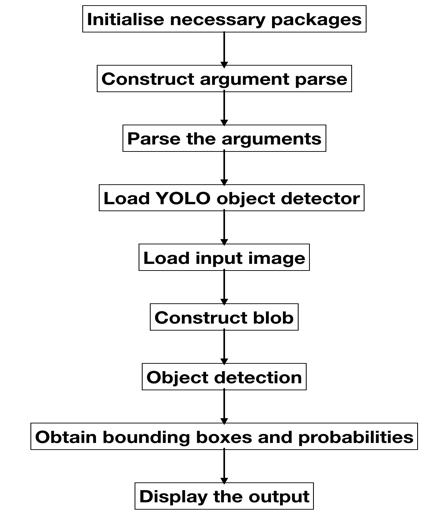 Initialise necessary packages
Construct argument parse
Parse the arguments
Load YOLO object detector
Load input image
Construct blob
Object detection
Obtain bounding boxes and probabilities
Display the output